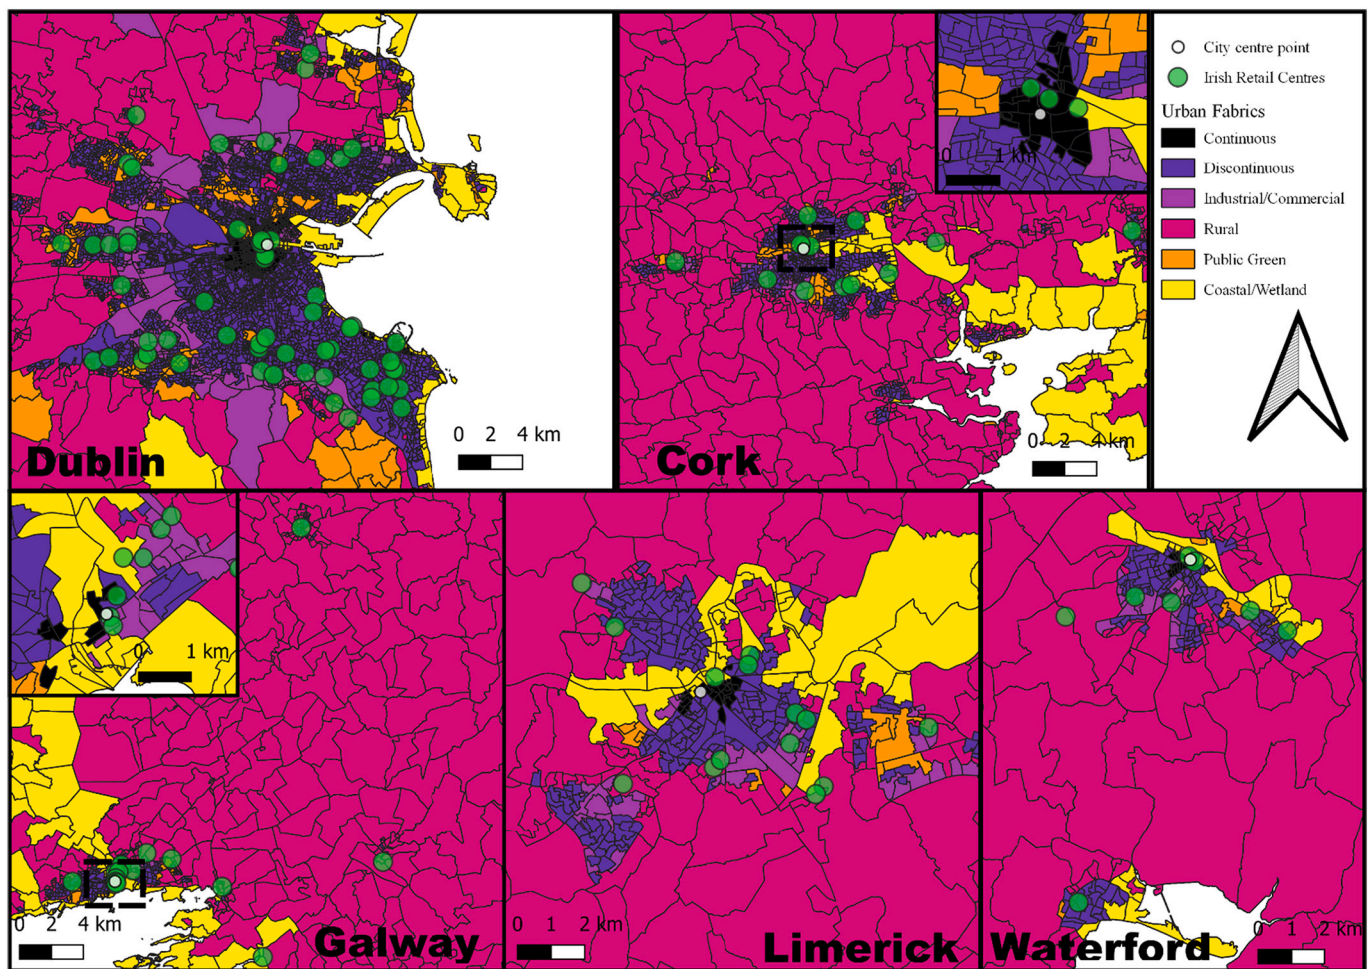 City centre point
Irish Retail Centres
Urban Fabrics
Continuous
Discontinuous
Industrial/Commercial
Rural
Public Green
Coastal/Wetland
0 1 km
0 2 4 km
Dublin
0 2 4 km
Cork
0 1 km
0 2 4 km
Galway
0 1 2 km
Limerick
0 1 2 km
Waterford